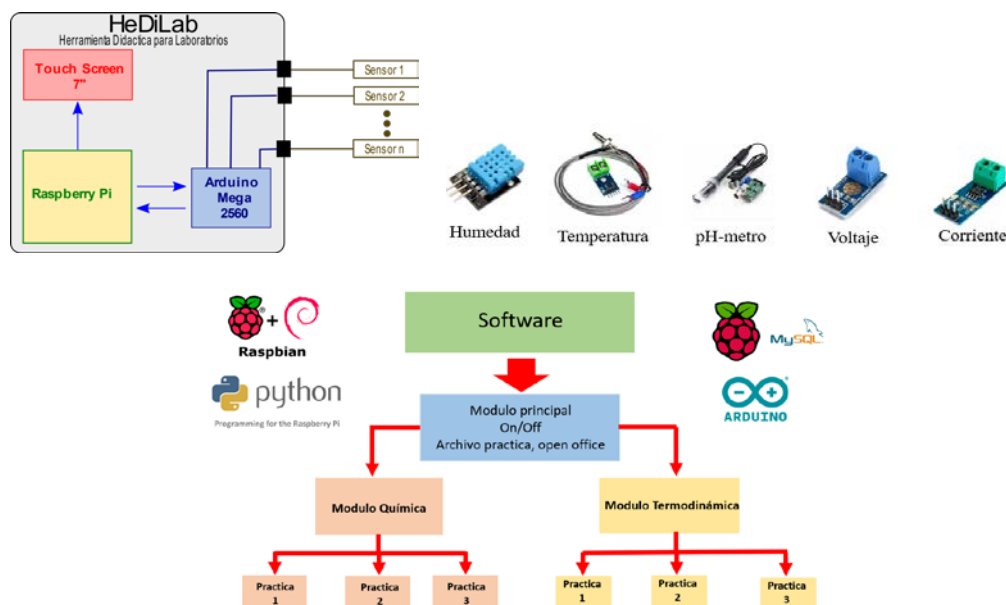 HeDiLab
Herramienta Didactica para Laboratorios
Touch Screen
7"
Raspberry Pi
Arduino
Mega
2560
Sensor 1
Sensor 2
Sensor n
Humedad
Temperatura
pH-metro
Voltaje
Corriente
Raspbian
python
Programming for the Raspberry Pi
Software
MySQL
ARDUINO
Modulo principal
On/Off
Archivo practica, open office
Modulo Química
Modulo Termodinámica
Practica
1
Practica
2
Practica
3
Practica
1
Practica
2
Practica
3